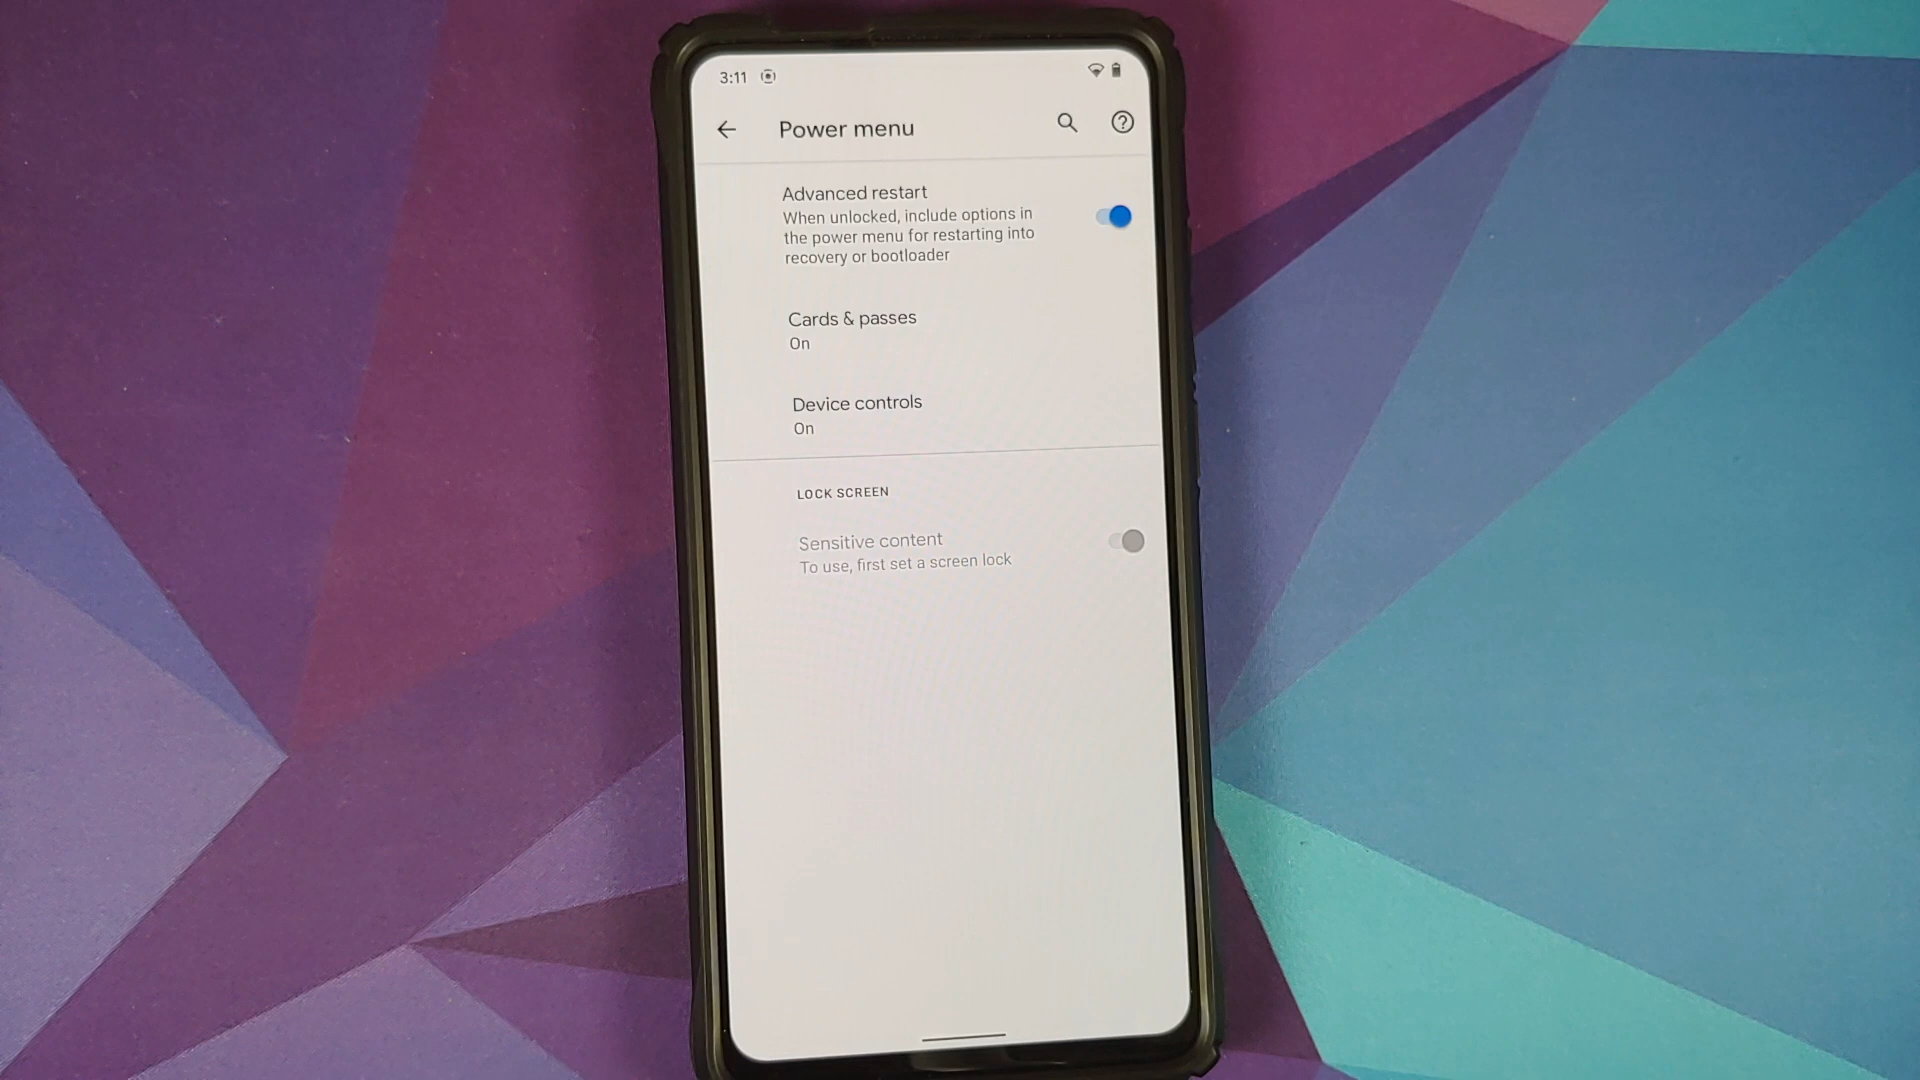 3:11
Power menu
Advanced restart
When unlocked, include options in
the power menu for restarting into
recovery or bootloader
Cards & passes
On
Device controls
On
LOCK SCREEN
Sensitive content
To use, first set a screen lock